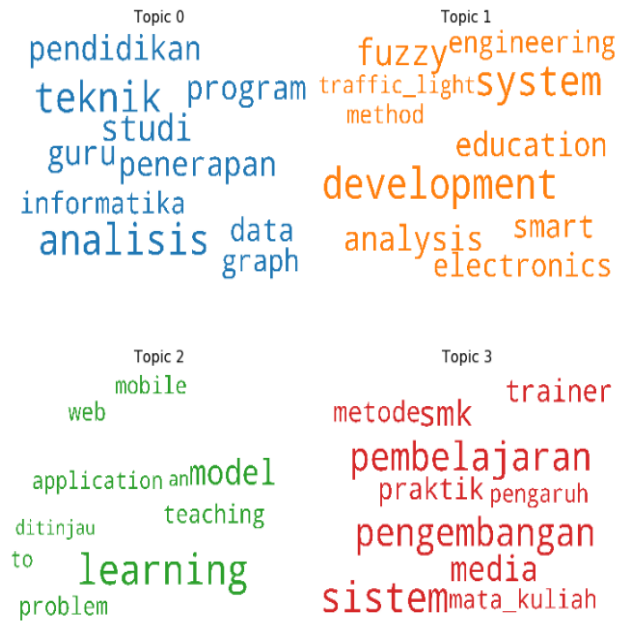 Topic 0
pendidikan
teknik program
studi
guru penerapan
informatika
analisis data
graph
Topic 1
fuzzy engineering
traffic_light system
method
education
development
analysis smart
electronics
Topic 2
mobile
web
application an model
teaching
ditinjau
to learning
problem
Topic 3
trainer
metode smk
pembelajaran
praktik pengaruh
pengembangan
media
sistem mata_kuliah